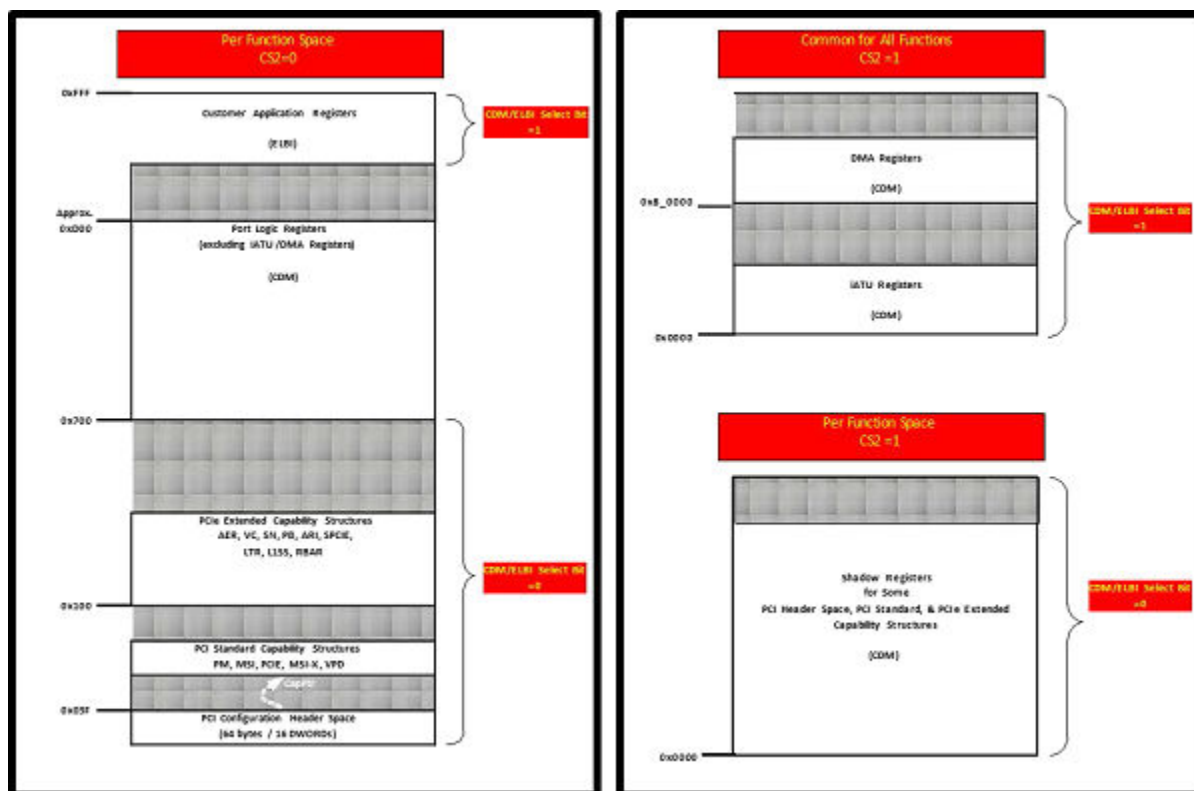 Per Function Space
CS2=0
0xFFF
Customer Application Registers
(ELBI)
CDM/ELBI Select Bit
=1
Approx.
0xD00
Port Logic Registers
(excluding iATU/DMA Registers)
(CDM)
0x700
PCIe Extended Capability Structures
AER, VC, SN, PB, ARI, SPCIE,
LTR, L1SS, RBAR
CDM/ELBI Select Bit
=0
0x100
PCI Standard Capability Structures
PM, MSI, PCIE, MSI-X, VPD
CapPtr
0x03F
PCI Configuration Header Space
(64 bytes / 16 DWORDs)
Common for All Functions
CS2 =1
DMA Registers
(CDM)
0x8_0000
CDM/ELBI Select Bit
=1
iATU Registers
(CDM)
0x0000
Per Function Space
CS2 =1
Shadow Registers
for Some
PCI Header Space, PCI Standard, & PCIe Extended
Capability Structures
(CDM)
CDM/ELBI Select Bit
=0
0x0000